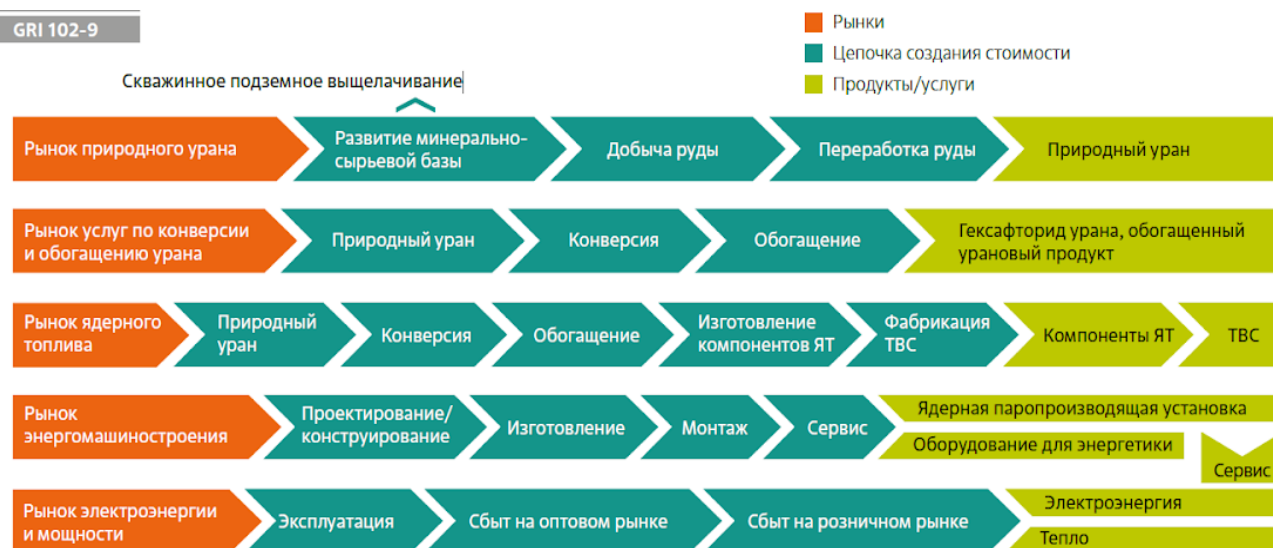 GRI 102-9
Рынки
Цепочка создания стоимости
Продукты/услуги
Скважинное подземное выщелачивание
Рынок природного урана
Развитие минерально-
сырьевой базы
Добыча руды
Переработка руды
Природный уран
Рынок услуг по конверсии
и обогащению урана
Природный уран
Конверсия
Обогащение
Гексафторид урана, обогащенный
урановый продукт
Рынок ядерного
топлива
Природный
уран
Конверсия
Обогащение
Изготовление
компонентов ЯТ
Фабрикация
ТВС
Компоненты ЯТ
ТВС
Рынок
энергомашиностроения
Проектирование/
конструирование
Изготовление
Монтаж
Сервис
Ядерная паропроизводящая установка
Оборудование для энергетики
Сервис
Рынок электроэнергии
и мощности
Эксплуатация
Сбыт на оптовом рынке
Сбыт на розничном рынке
Электроэнергия
Тепло